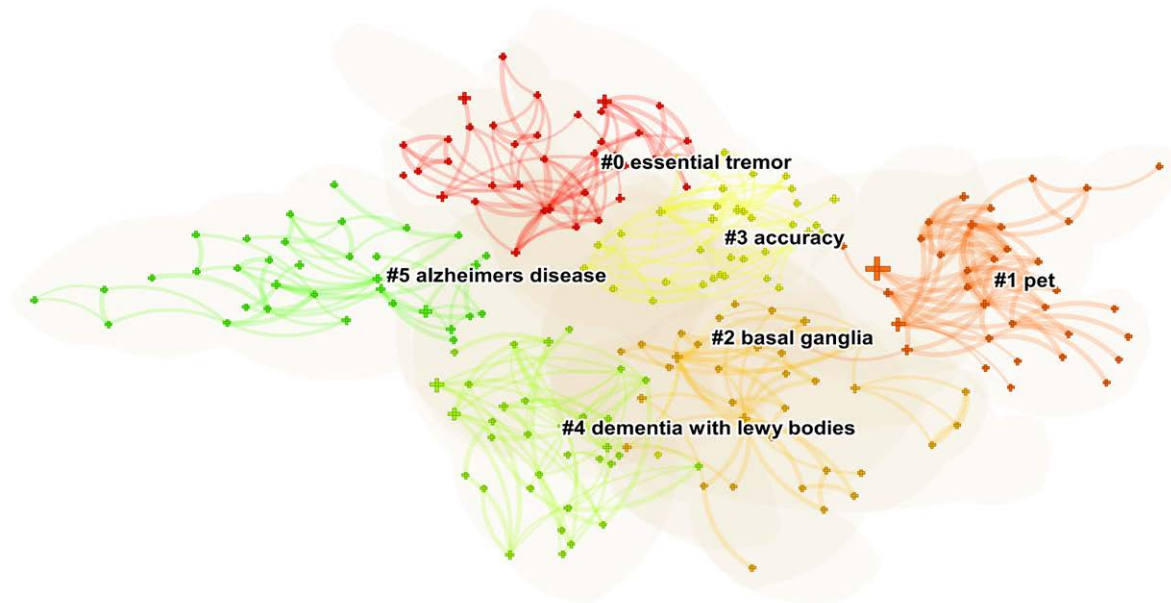 #0 essential tremor
#3 accuracy
#5 alzheimers disease
#1 pet
#2 basal ganglia
#4 dementia with lewy bodies